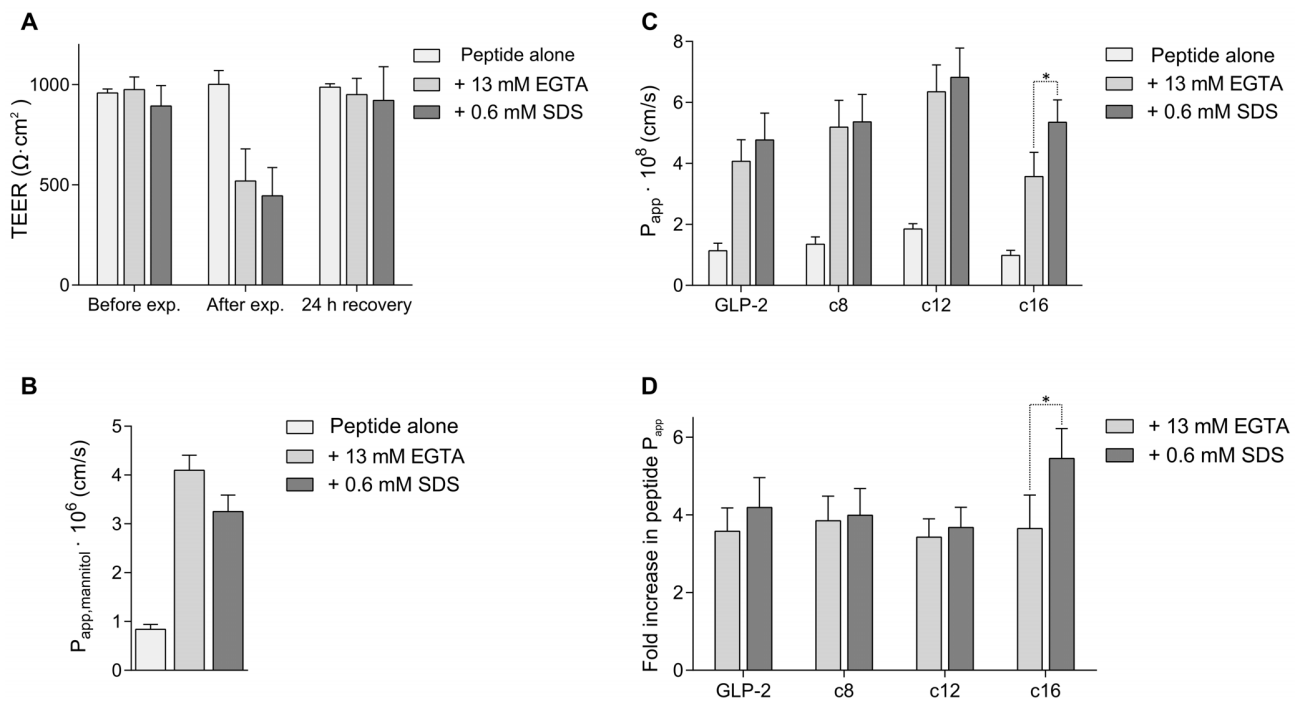 A
TEER (Ω·cm²)
1000
500
0
Before exp.
After exp.
24 h recovery
Peptide alone
+ 13 mM EGTA
+ 0.6 mM SDS
C
Papp · 10⁸ (cm/s)
8
6
4
2
0
GLP-2
c8
c12
c16
*
Peptide alone
+ 13 mM EGTA
+ 0.6 mM SDS
B
Papp,mannitol · 10⁶ (cm/s)
5
4
3
2
1
0
Peptide alone
+ 13 mM EGTA
+ 0.6 mM SDS
D
Fold increase in peptide Papp
6
4
2
0
GLP-2
c8
c12
c16
*
+ 13 mM EGTA
+ 0.6 mM SDS